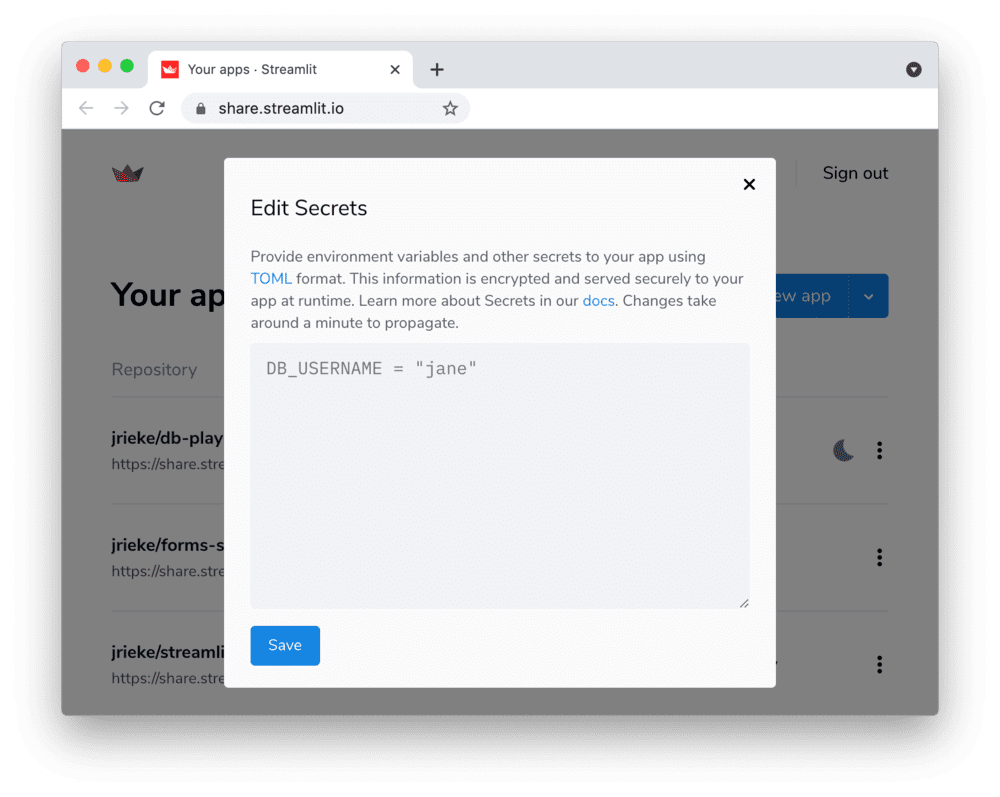 Your apps · Streamlit
share.streamlit.io
Sign out
Edit Secrets
Provide environment variables and other secrets to your app using
TOML format. This information is encrypted and served securely to your
app at runtime. Learn more about Secrets in our docs. Changes take
around a minute to propagate.
DB_USERNAME = "jane"
Save
Your ap
ew app
Repository
jrieke/db-play
https://share.stre
jrieke/forms-s
https://share.stre
jrieke/streamli
https://share.stre